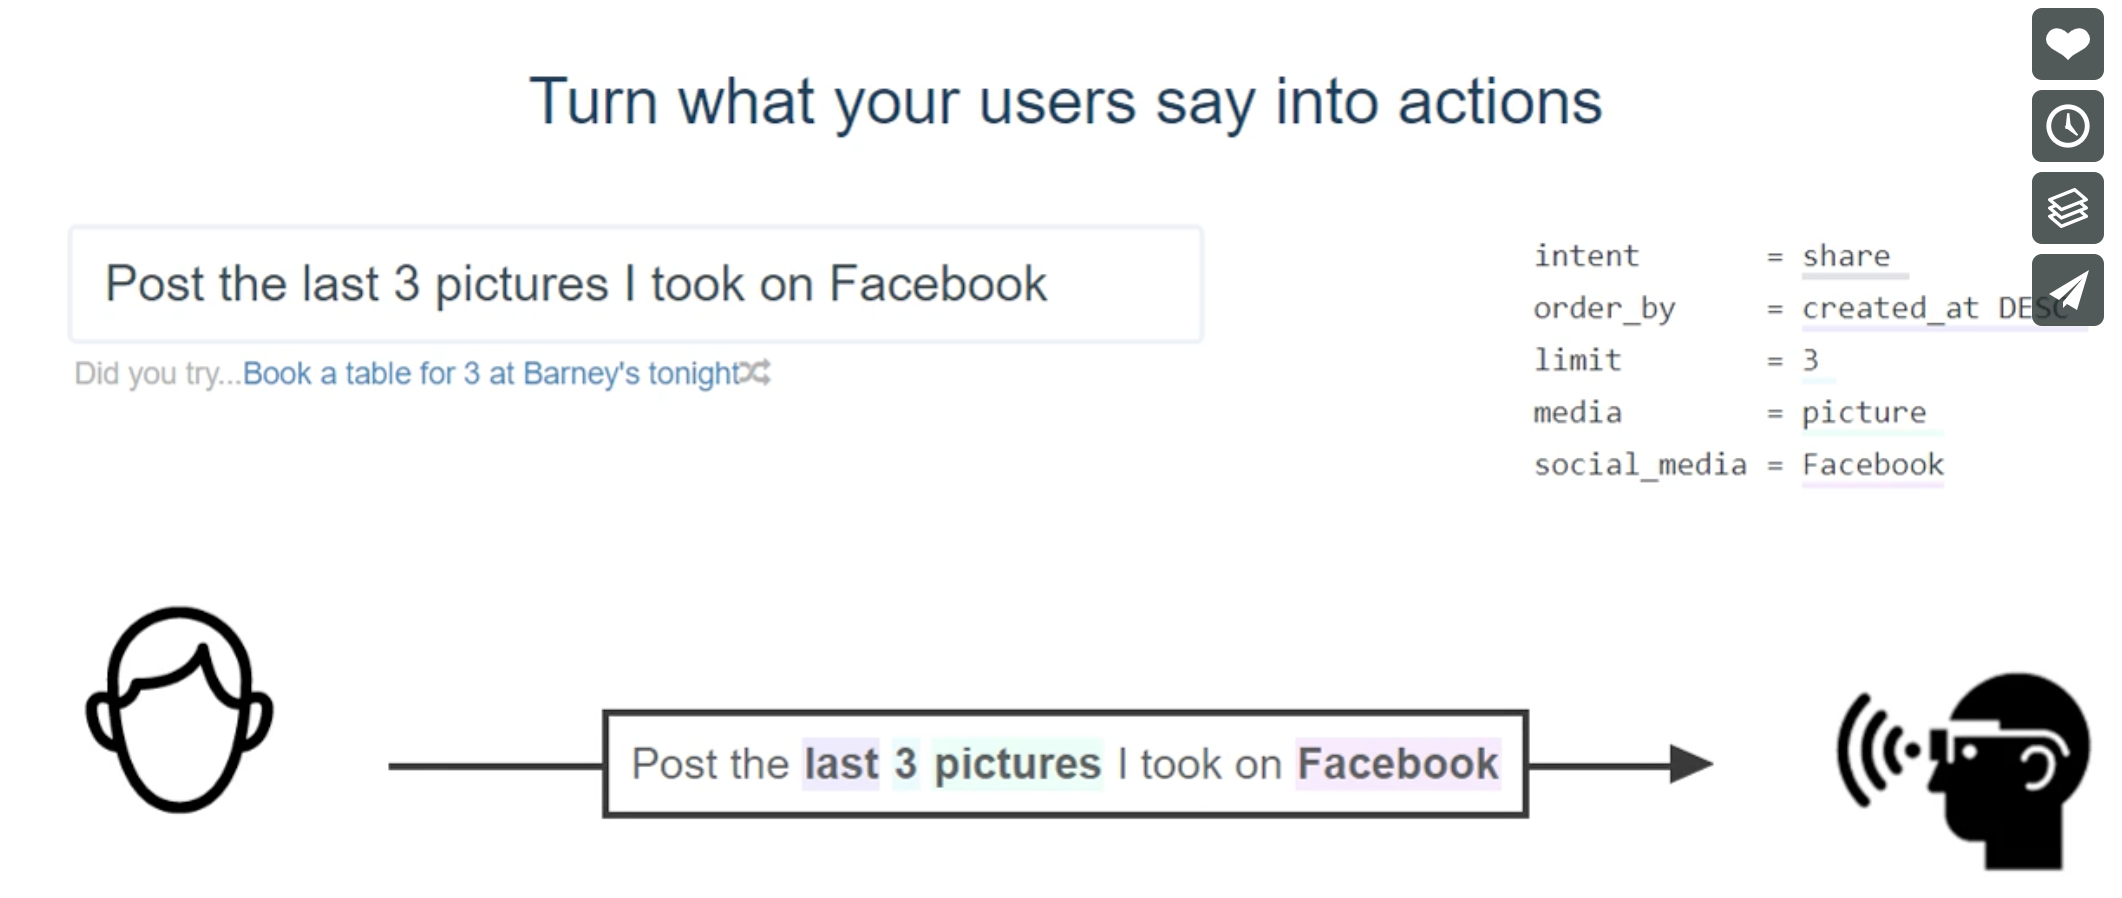 Turn what your users say into actions
Post the last 3 pictures I took on Facebook
Did you try...Book a table for 3 at Barney's tonight
intent = share
order_by = created_at DESC
limit = 3
media = picture
social_media = Facebook
Post the last 3 pictures I took on Facebook